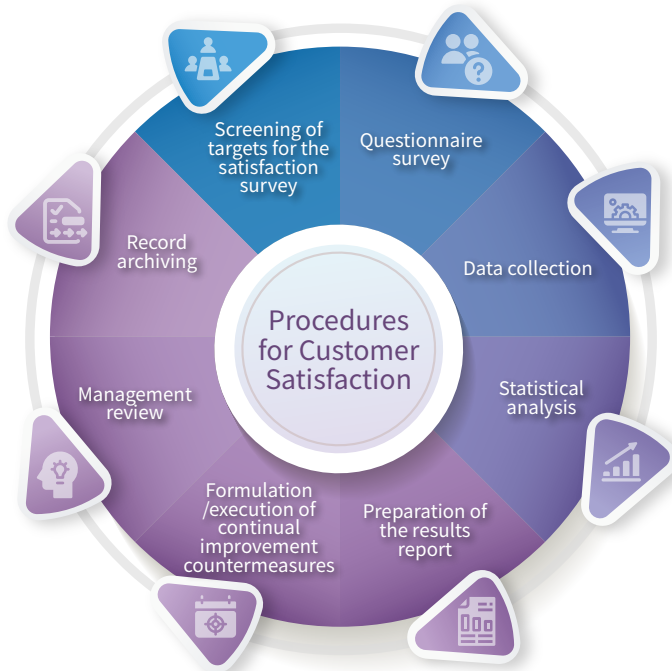 Procedures
for Customer
Satisfaction
Screening of
targets for the
satisfaction
survey
Questionnaire
survey
Data collection
Statistical
analysis
Preparation of
the results
report
Formulation
/execution of
continual
improvement
countermeasures
Management
review
Record
archiving
?